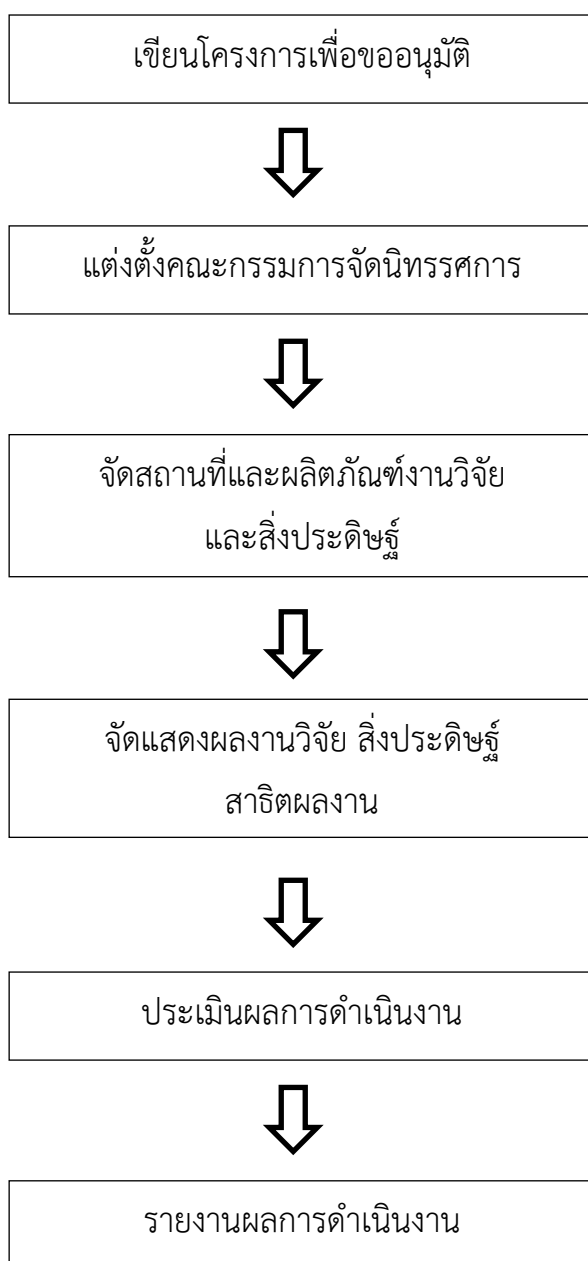 เขียนโครงการเพื่อขออนุมัติ
แต่งตั้งคณะกรรมการจัดนิทรรศการ
จัดสถานที่และผลิตภัณฑ์งานวิจัย
และสิ่งประดิษฐ์
จัดแสดงผลงานวิจัย สิ่งประดิษฐ์
สาธิตผลงาน
ประเมินผลการดำเนินงาน
รายงานผลการดำเนินงาน